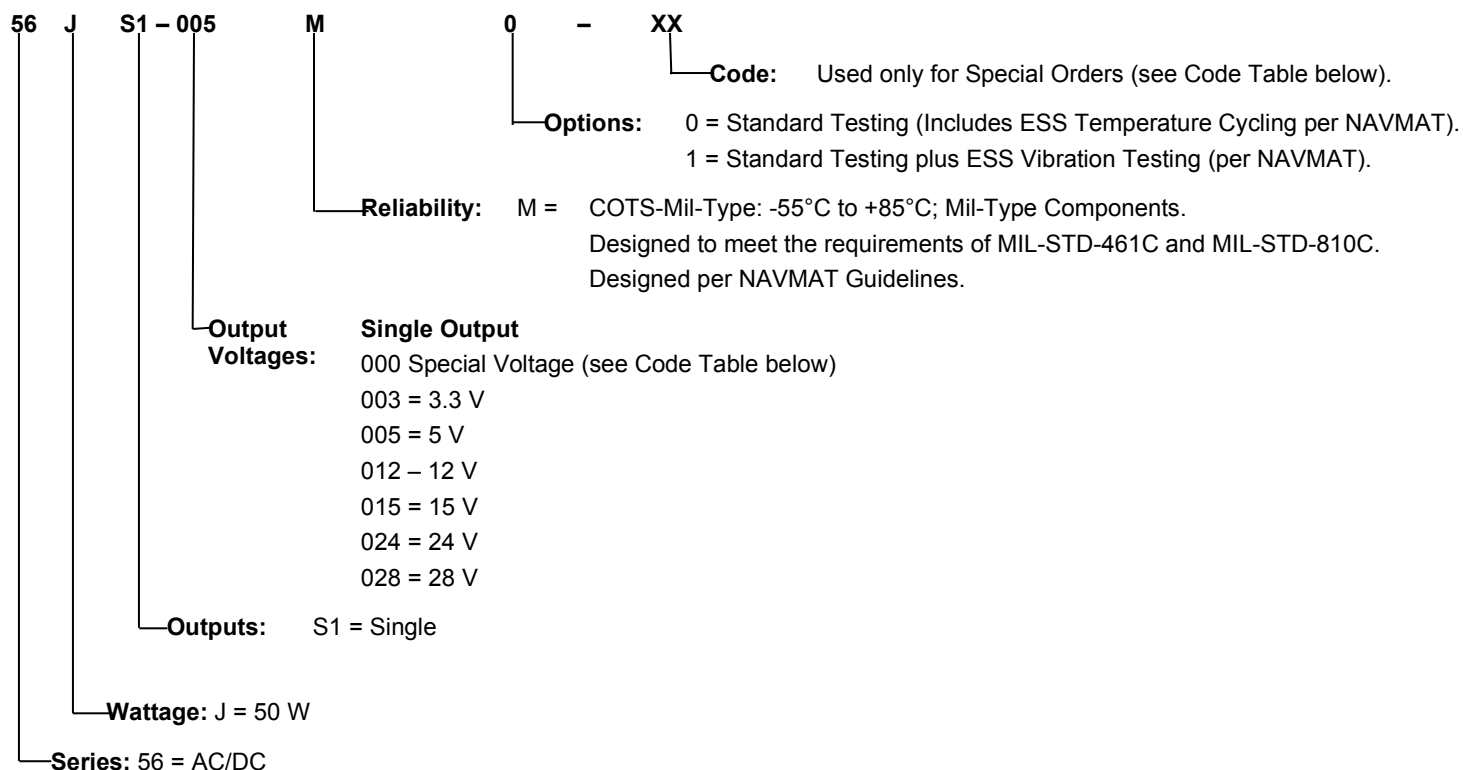 56 J S1 – 005 M 0 – XX
Code: Used only for Special Orders (see Code Table below).
Options: 0 = Standard Testing (Includes ESS Temperature Cycling per NAVMAT).
1 = Standard Testing plus ESS Vibration Testing (per NAVMAT).
Reliability: M = COTS-Mil-Type: -55°C to +85°C; Mil-Type Components.
Designed to meet the requirements of MIL-STD-461C and MIL-STD-810C.
Designed per NAVMAT Guidelines.
Output Voltages:
Single Output
000 Special Voltage (see Code Table below)
003 = 3.3 V
005 = 5 V
012 – 12 V
015 = 15 V
024 = 24 V
028 = 28 V
Outputs: S1 = Single
Wattage: J = 50 W
Series: 56 = AC/DC